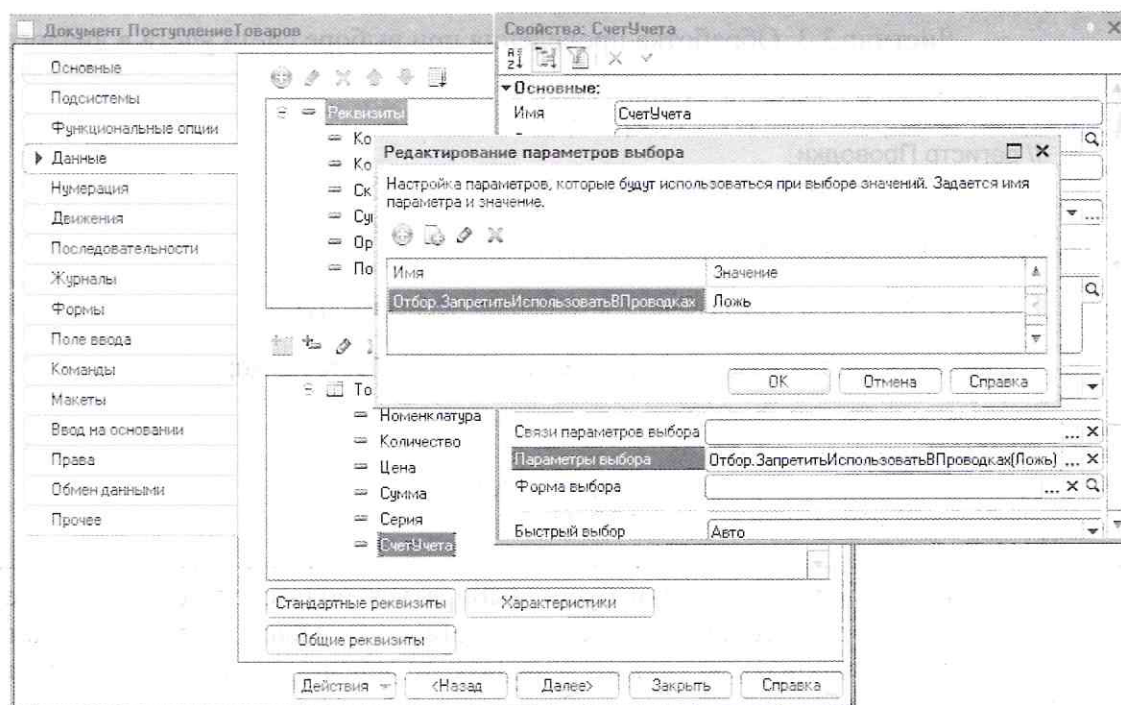 Документ ПоступлениеТоваров
Основные
Подсистемы
Функциональные опции
Данные
Нумерация
Движения
Последовательности
Журналы
Формы
Поле ввода
Команды
Макеты
Ввод на основании
Права
Обмен данными
Прочее
Реквизиты
Ко
Ко
Ск
Су
Ор
По
То
Номенклатура
Количество
Цена
Сумма
Серия
СчетУчета
Стандартные реквизиты
Характеристики
Общие реквизиты
Действия
<Назад
Далее>
Закрыть
Справка
Свойства: СчетУчета
Основные:
Имя
СчетУчета
Редактирование параметров выбора
Настройка параметров, которые будут использоваться при выборе значений. Задается имя
параметра и значение.
Имя
Значение
Отбор.ЗапретитьИспользоватьВПроводках
Ложь
OK
Отмена
Справка
Связи параметров выбора
...
Параметры выбора
Отбор.ЗапретитьИспользоватьВПроводках(Ложь) ...
Форма выбора
...
Быстрый выбор
Авто